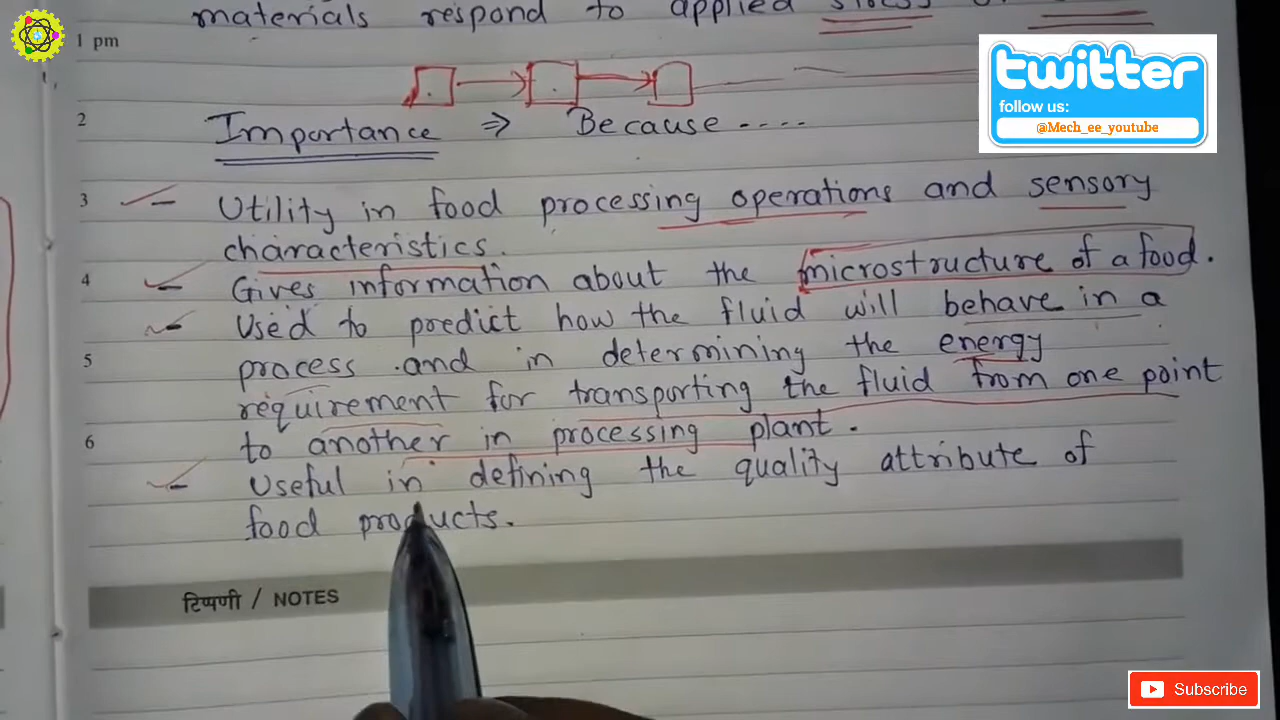 materials respond to applied stress
1 pm
twitter
follow us:
@Mech_ee_youtube
2
Importance ⇒ Because ....
3
- Utility in food processing operations and sensory
characteristics.
4
- Gives information about the microstructure of a food.
- Used to predict how the fluid will behave in a
5
process and in determining the energy
requirement for transporting the fluid from one point
6
to another in processing plant.
- Useful in defining the quality attribute of
food products.
टिप्पणी / NOTES
Subscribe